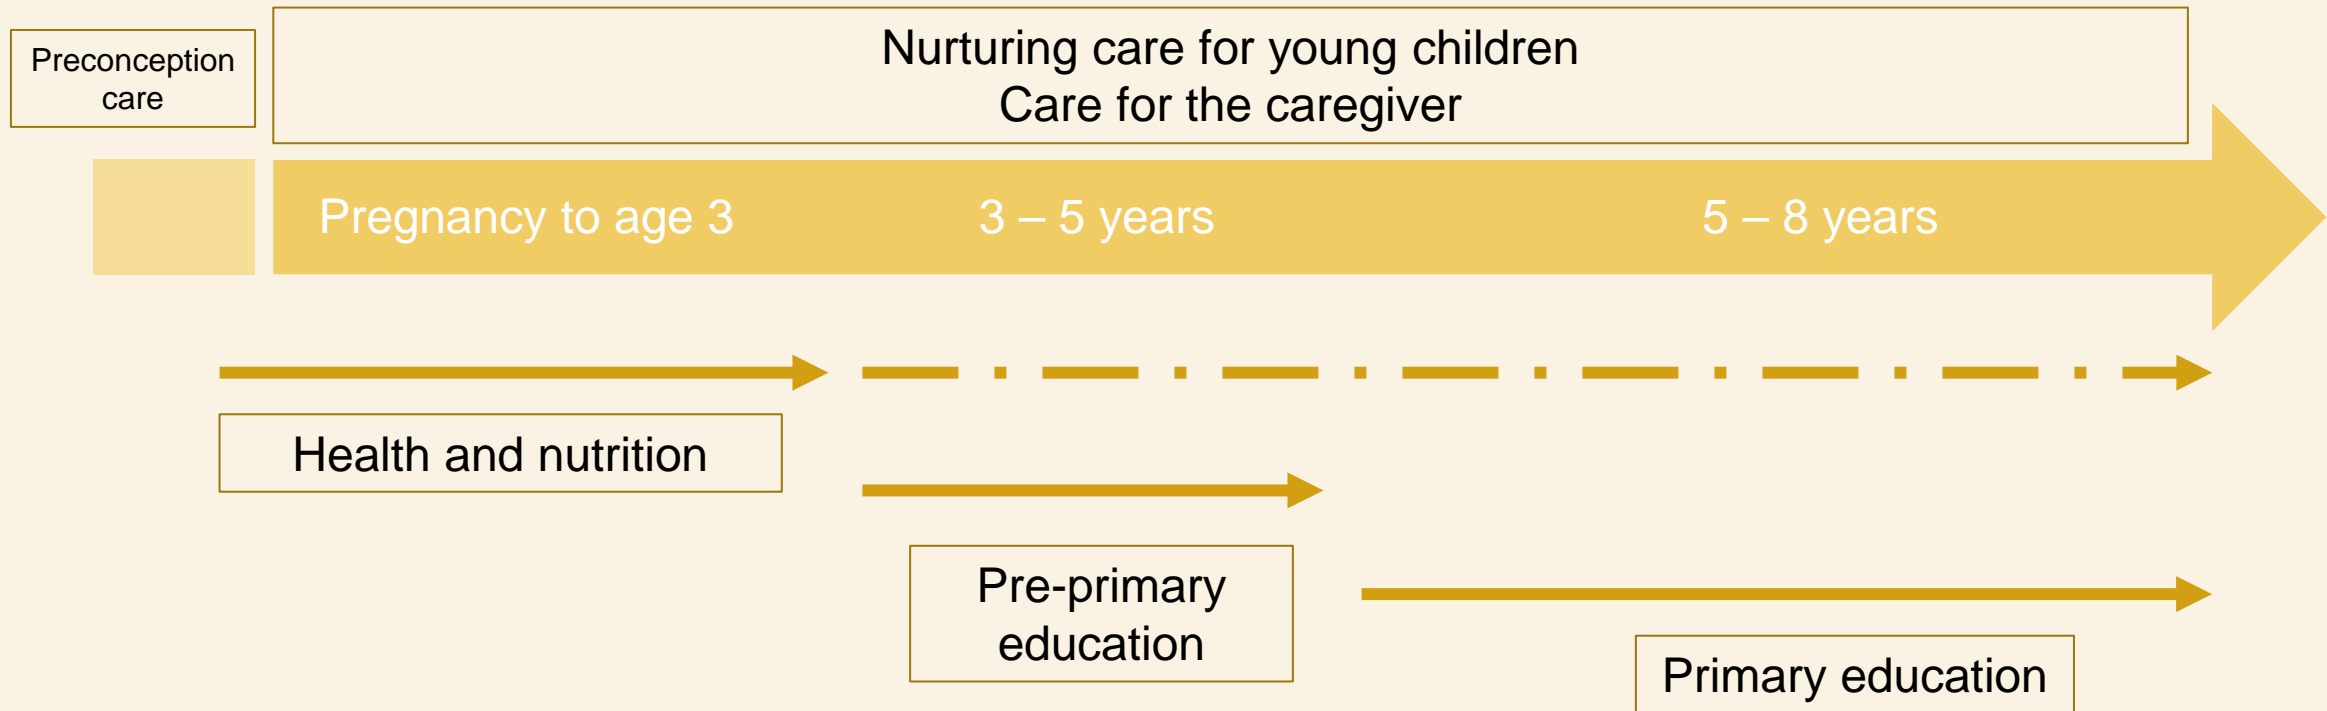 Preconception
care
Nurturing care for young children
Care for the caregiver
Pregnancy to age 3
3 – 5 years
5 – 8 years
Health and nutrition
Pre-primary
education
Primary education